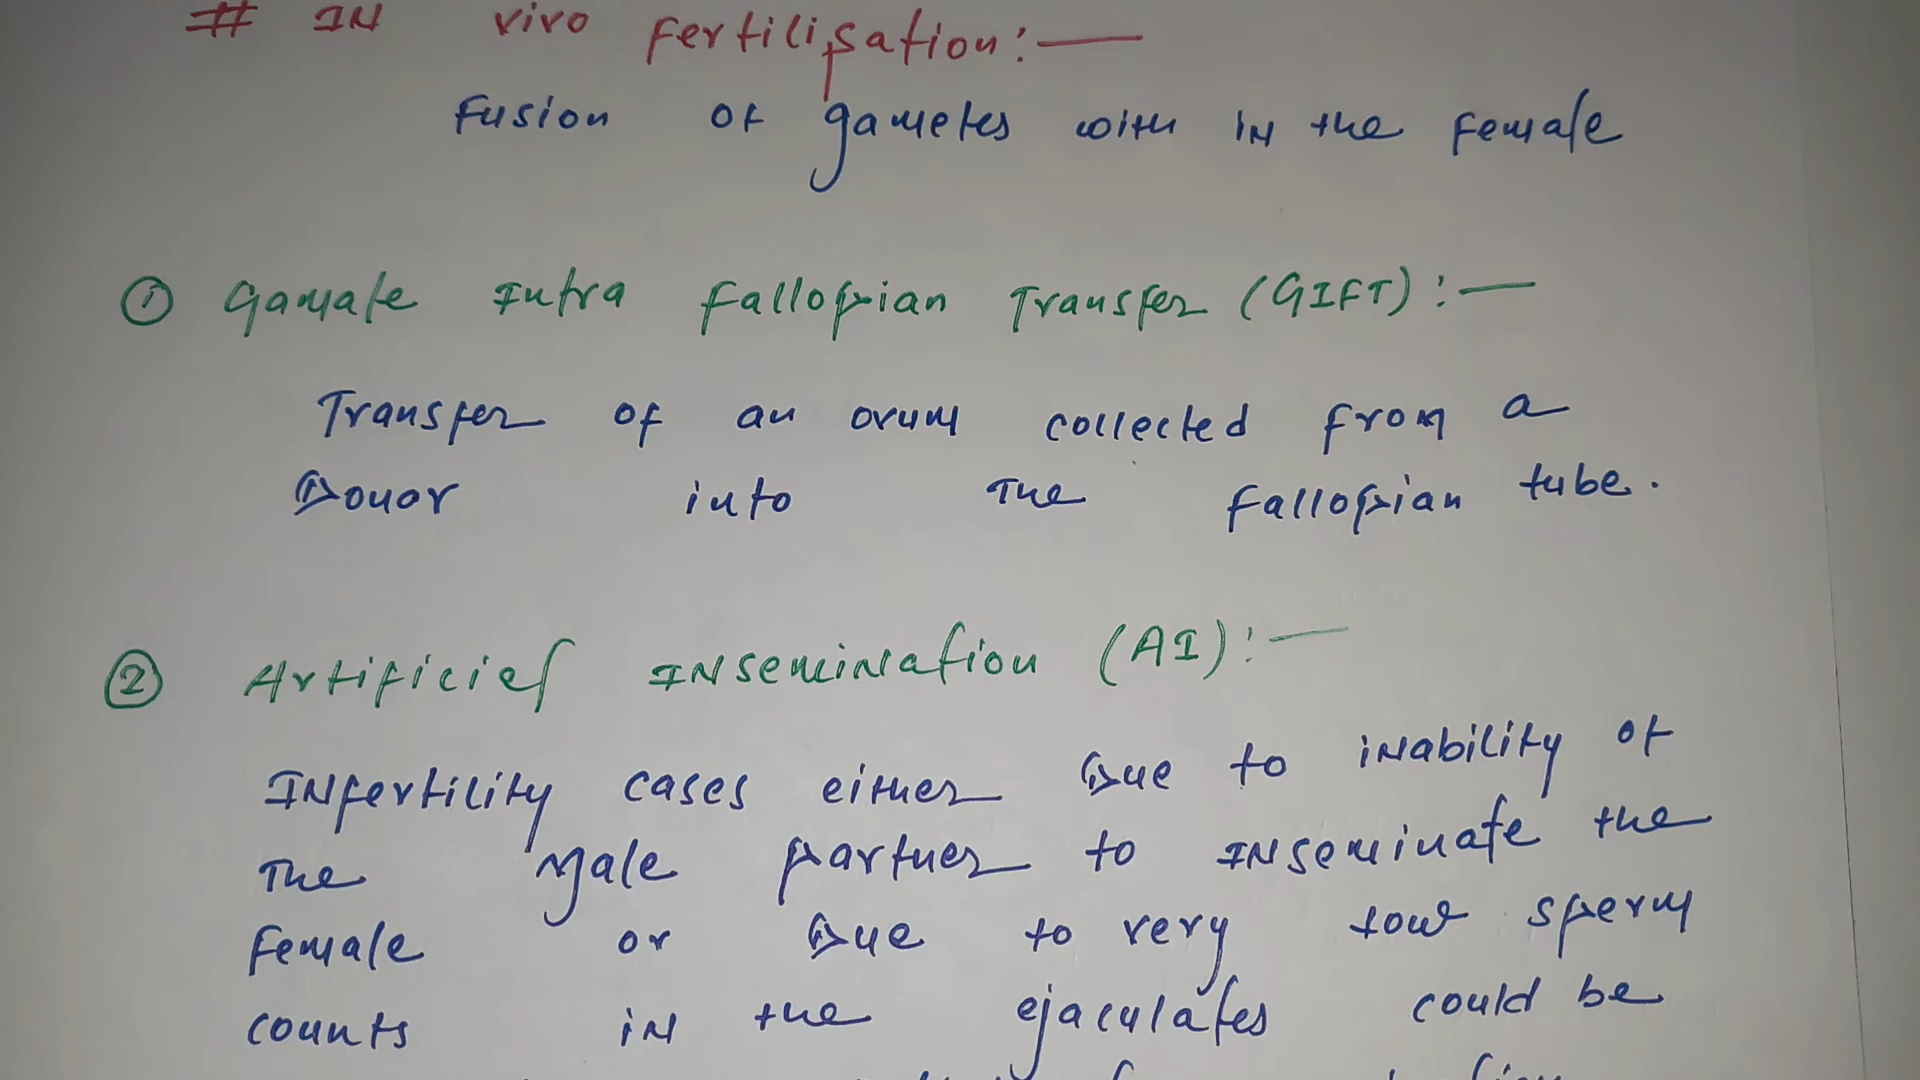 # IN vivo fertilisation:—
fusion of gametes with in the female
① Gamate Intra fallopian Transfer (GIFT):—
Transfer of an ovum collected from a
Donor into The fallopian tube.
② Artificiel INsemination (AI):—
INfertility cases either Due to inability of
The Male partner to INseminate the
female or Due to very low sperm
counts in the ejaculates could be